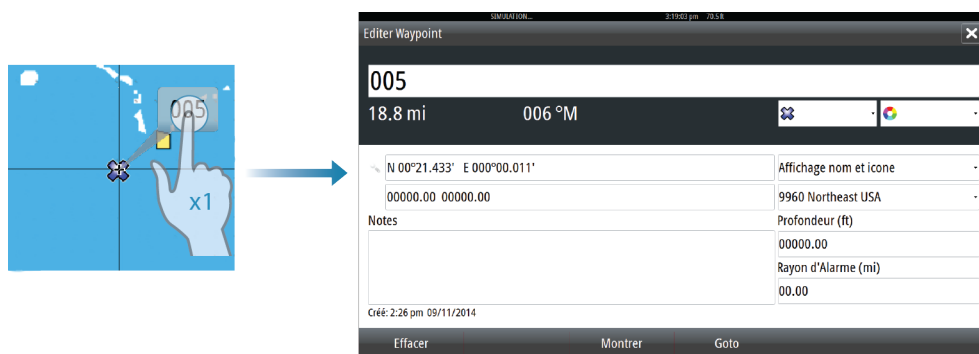 SIMULATION... 3:19:03 pm 70.5 ft
Editer Waypoint
005
005
18.8 mi 006 °M
x1
N 00°21.433' E 000°00.011' Affichage nom et icone
00000.00 00000.00 9960 Northeast USA
Notes Profondeur (ft)
00000.00
Rayon d'Alarme (mi)
00.00
Créé: 2:26 pm 09/11/2014
Effacer Montrer Goto